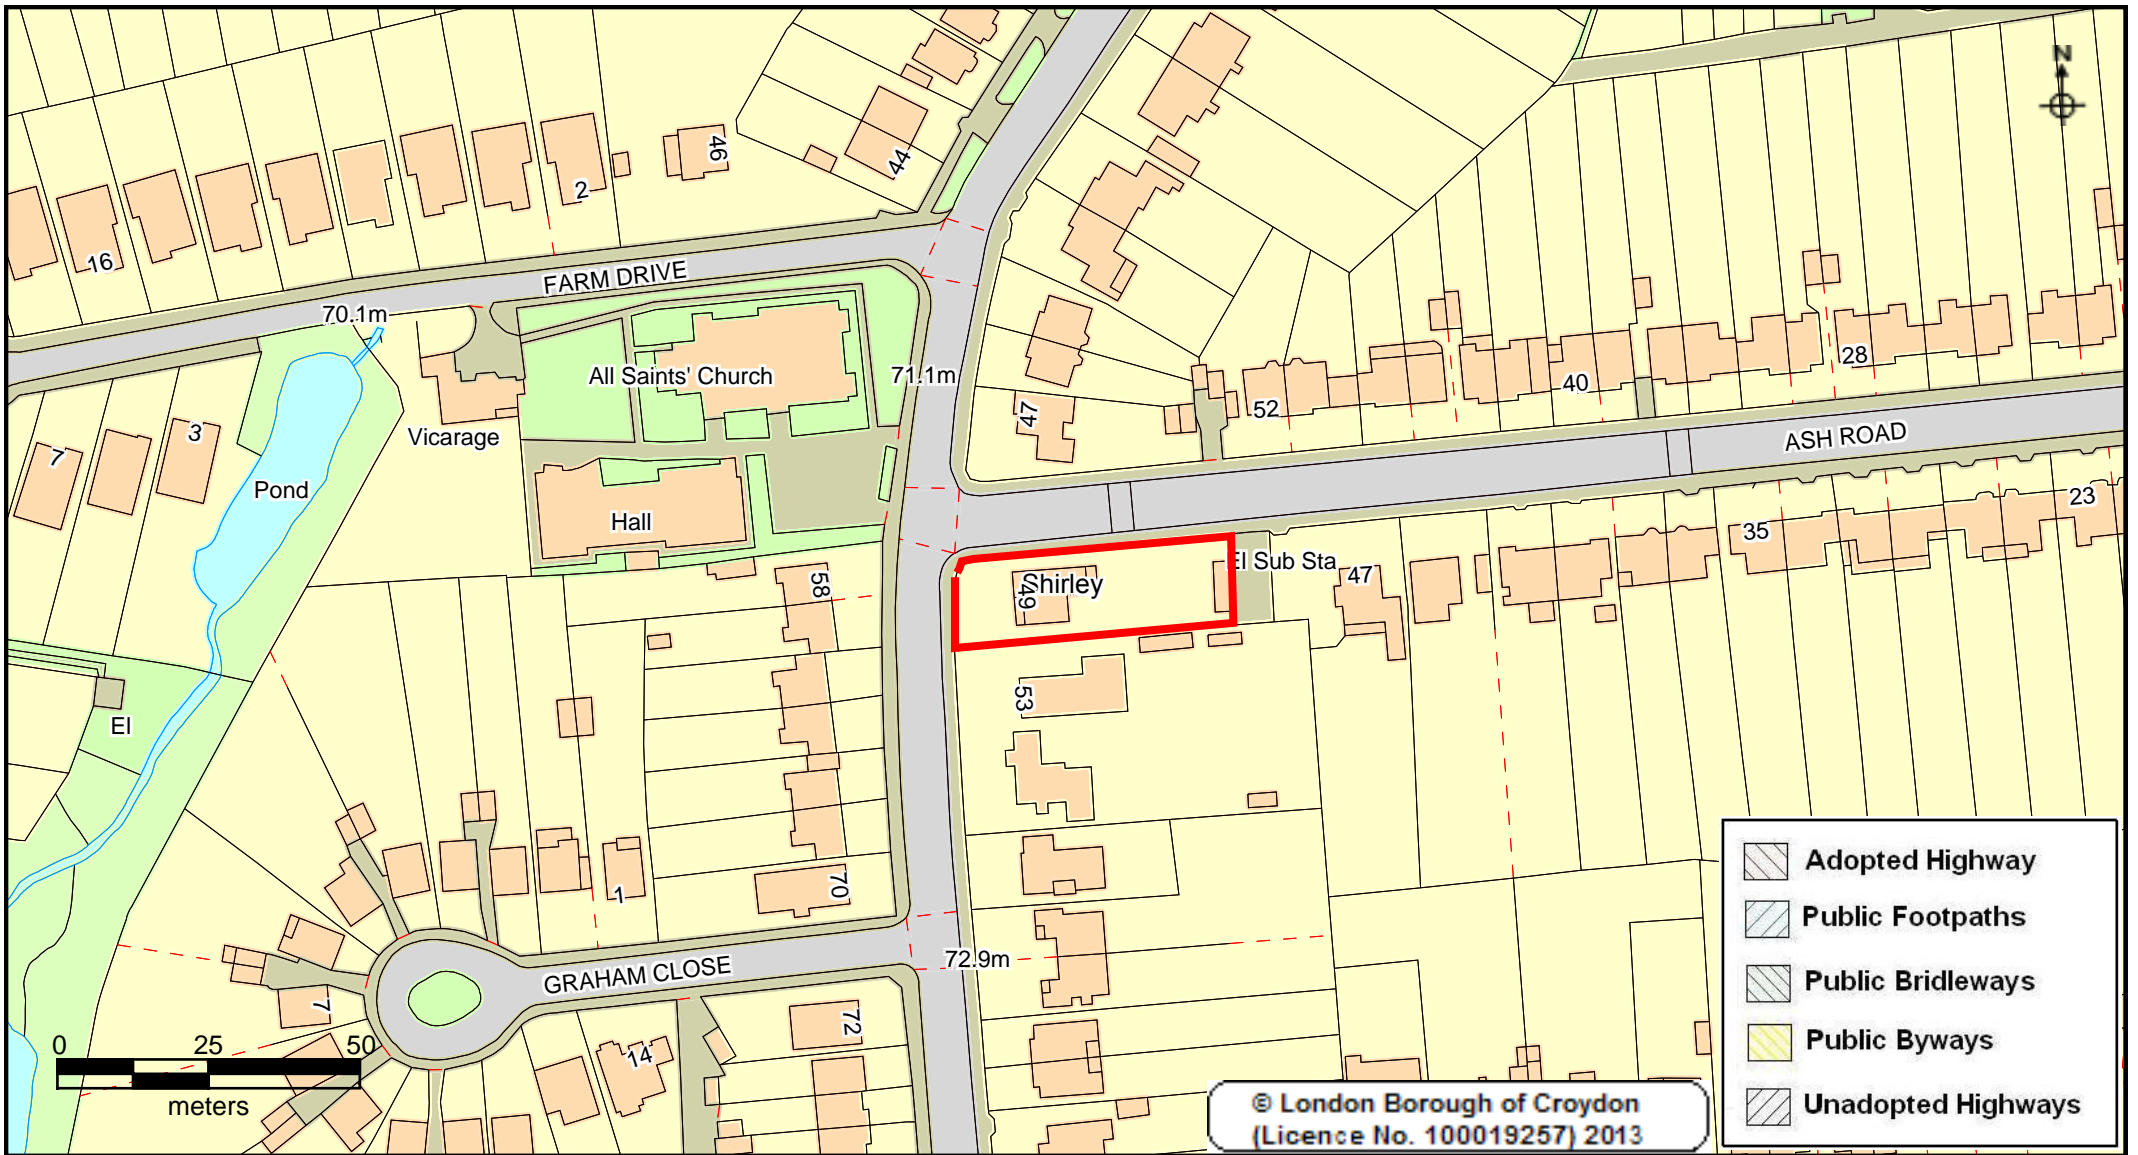 N
46
44
2
16
FARM DRIVE
70.1m
All Saints' Church
71.1m
28
40
52
47
ASH ROAD
3
7
Vicarage
Pond
Hall
23
35
El Sub Sta
47
58
Shirley
49
53
El
70
1
72.9m
GRAHAM CLOSE
7
72
14
0 25 50
meters
Adopted Highway
Public Footpaths
Public Bridleways
Public Byways
Unadopted Highways
© London Borough of Croydon
(Licence No. 100019257) 2013